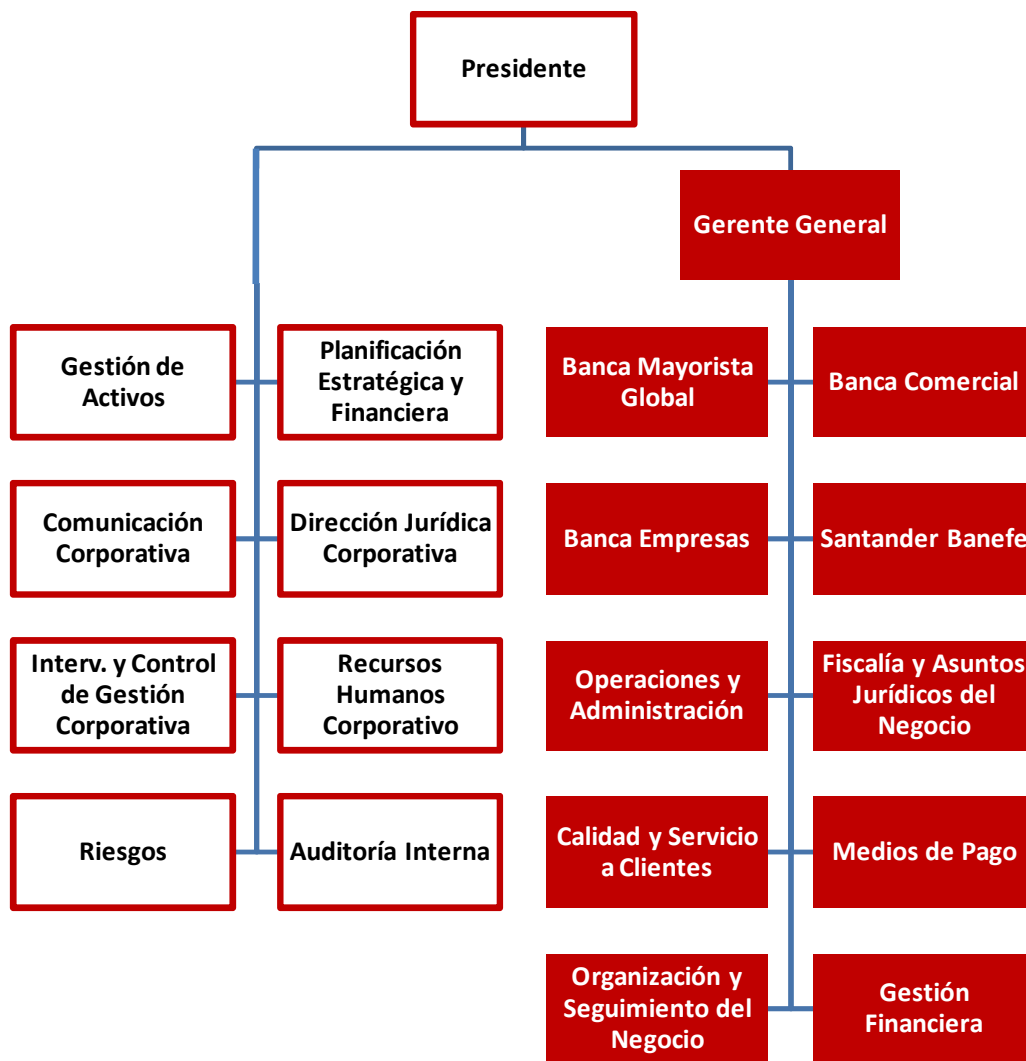 Presidente
Gerente General
Gestión de
Activos
Planificación
Estratégica y
Financiera
Banca Mayorista
Global
Banca Comercial
Comunicación
Corporativa
Dirección Jurídica
Corporativa
Banca Empresas
Santander Banefe
Interv. y Control
de Gestión
Corporativa
Recursos
Humanos
Corporativo
Operaciones y
Administración
Fiscalía y Asuntos
Jurídicos del
Negocio
Riesgos
Auditoría Interna
Calidad y Servicio
a Clientes
Medios de Pago
Organización y
Seguimiento del
Negocio
Gestión
Financiera